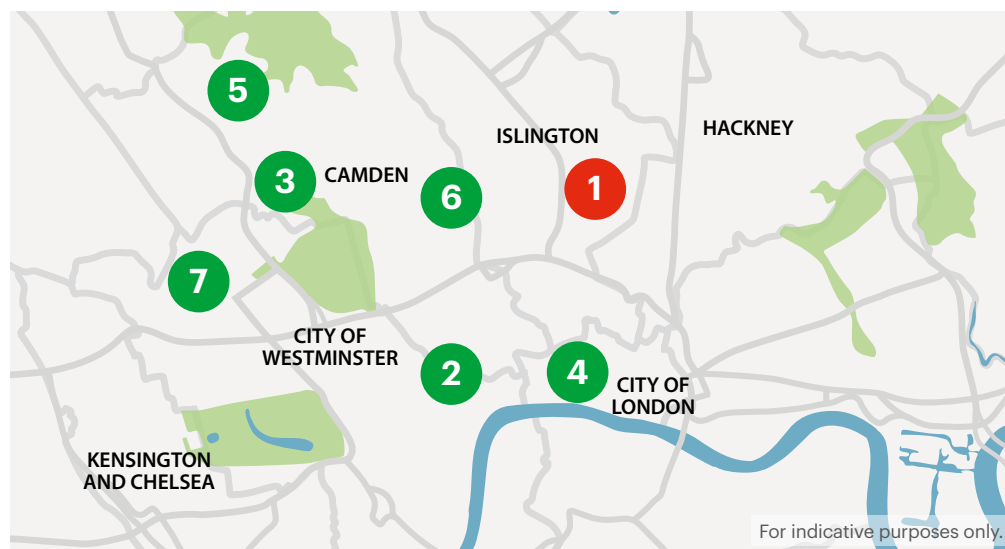 5
ISLINGTON
HACKNEY
3
CAMDEN
6
1
7
CITY OF
WESTMINSTER
2
4
CITY OF
LONDON
KENSINGTON
AND CHELSEA
For indicative purposes only.